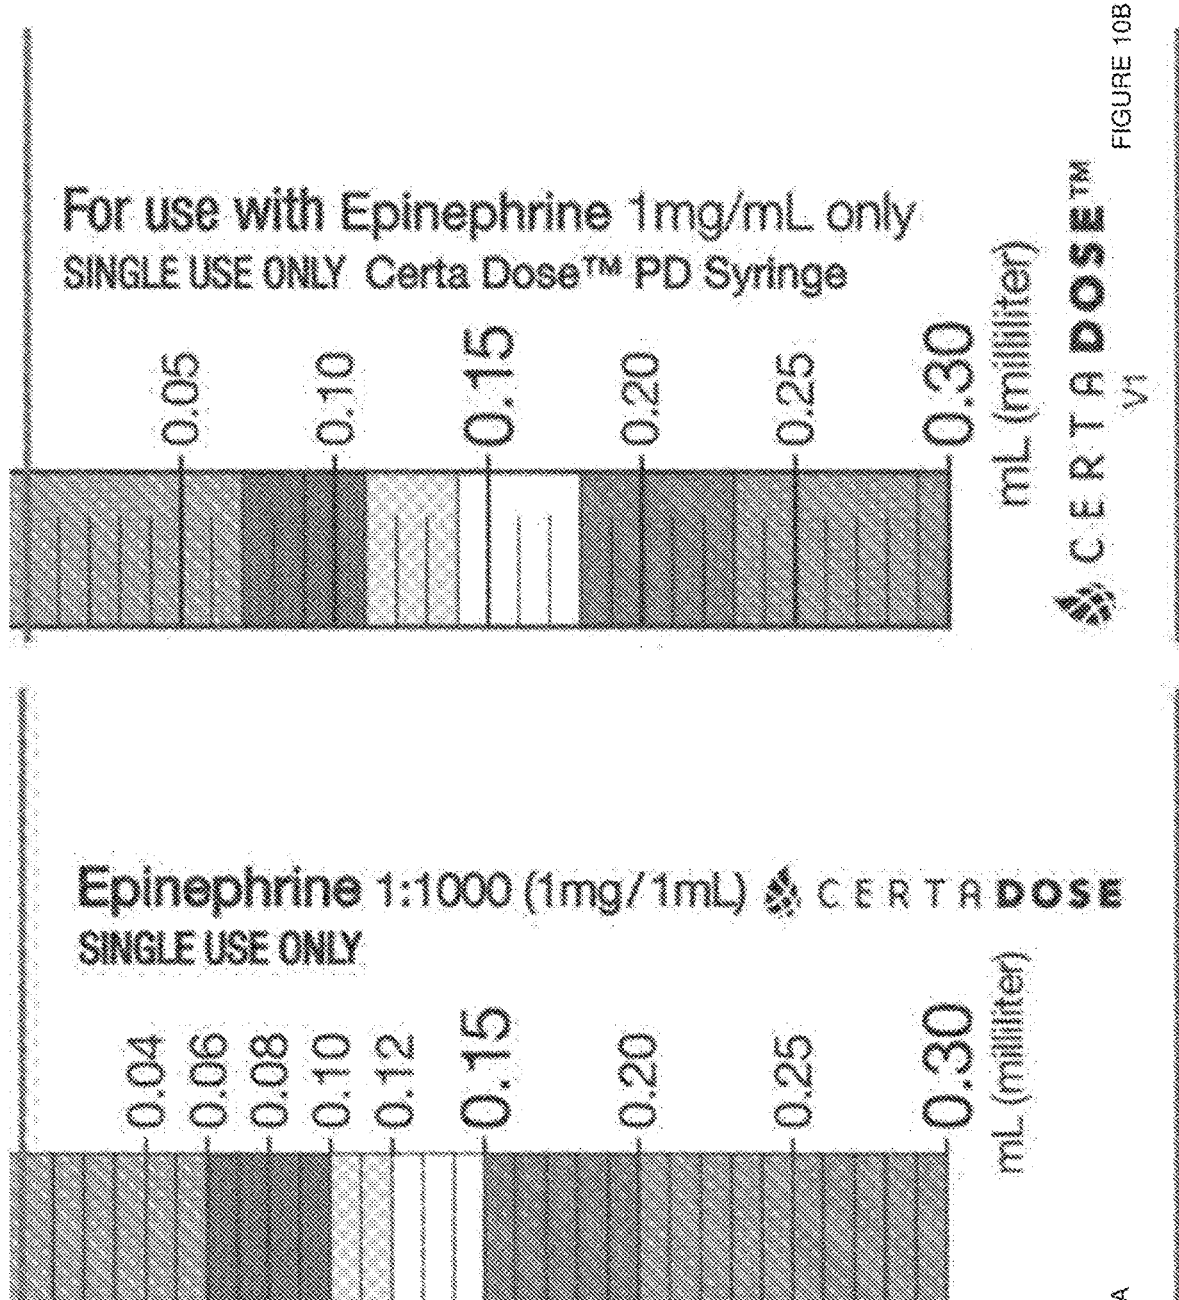 FIGURE 10B
For use with Epinephrine 1mg/mL only
SINGLE USE ONLY Certa Dose™ PD Syringe
0.05
0.10
0.15
0.20
0.25
0.30
mL (milliliter)
CERTADOSE™
V1
Epinephrine 1:1000 (1mg/1mL) CERTADOSE
SINGLE USE ONLY
0.04
0.06
0.08
0.10
0.12
0.15
0.20
0.25
0.30
mL (milliliter)
A